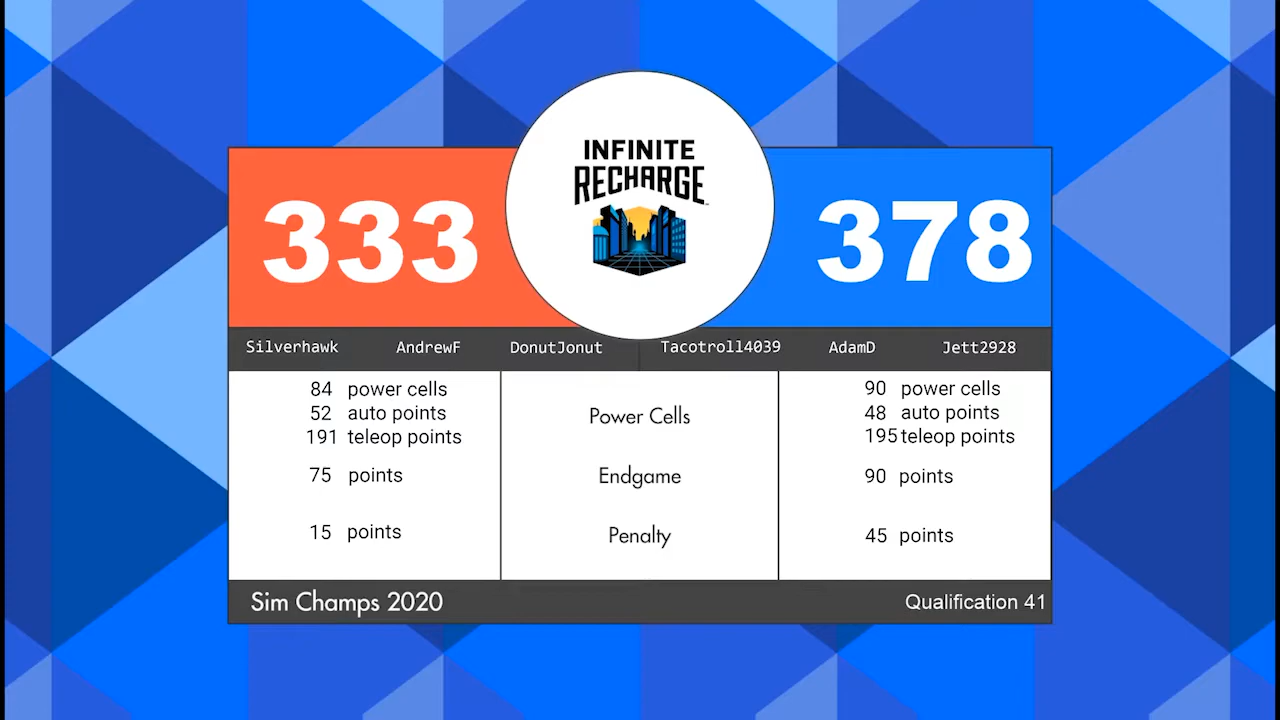 INFINITE
RECHARGE
333
378
Silverhawk AndrewF DonutJonut Tacotroll4039 AdamD Jett2928
84 power cells
52 auto points
191 teleop points
Power Cells
90 power cells
48 auto points
195 teleop points
75 points Endgame 90 points
15 points Penalty 45 points
Sim Champs 2020 Qualification 41